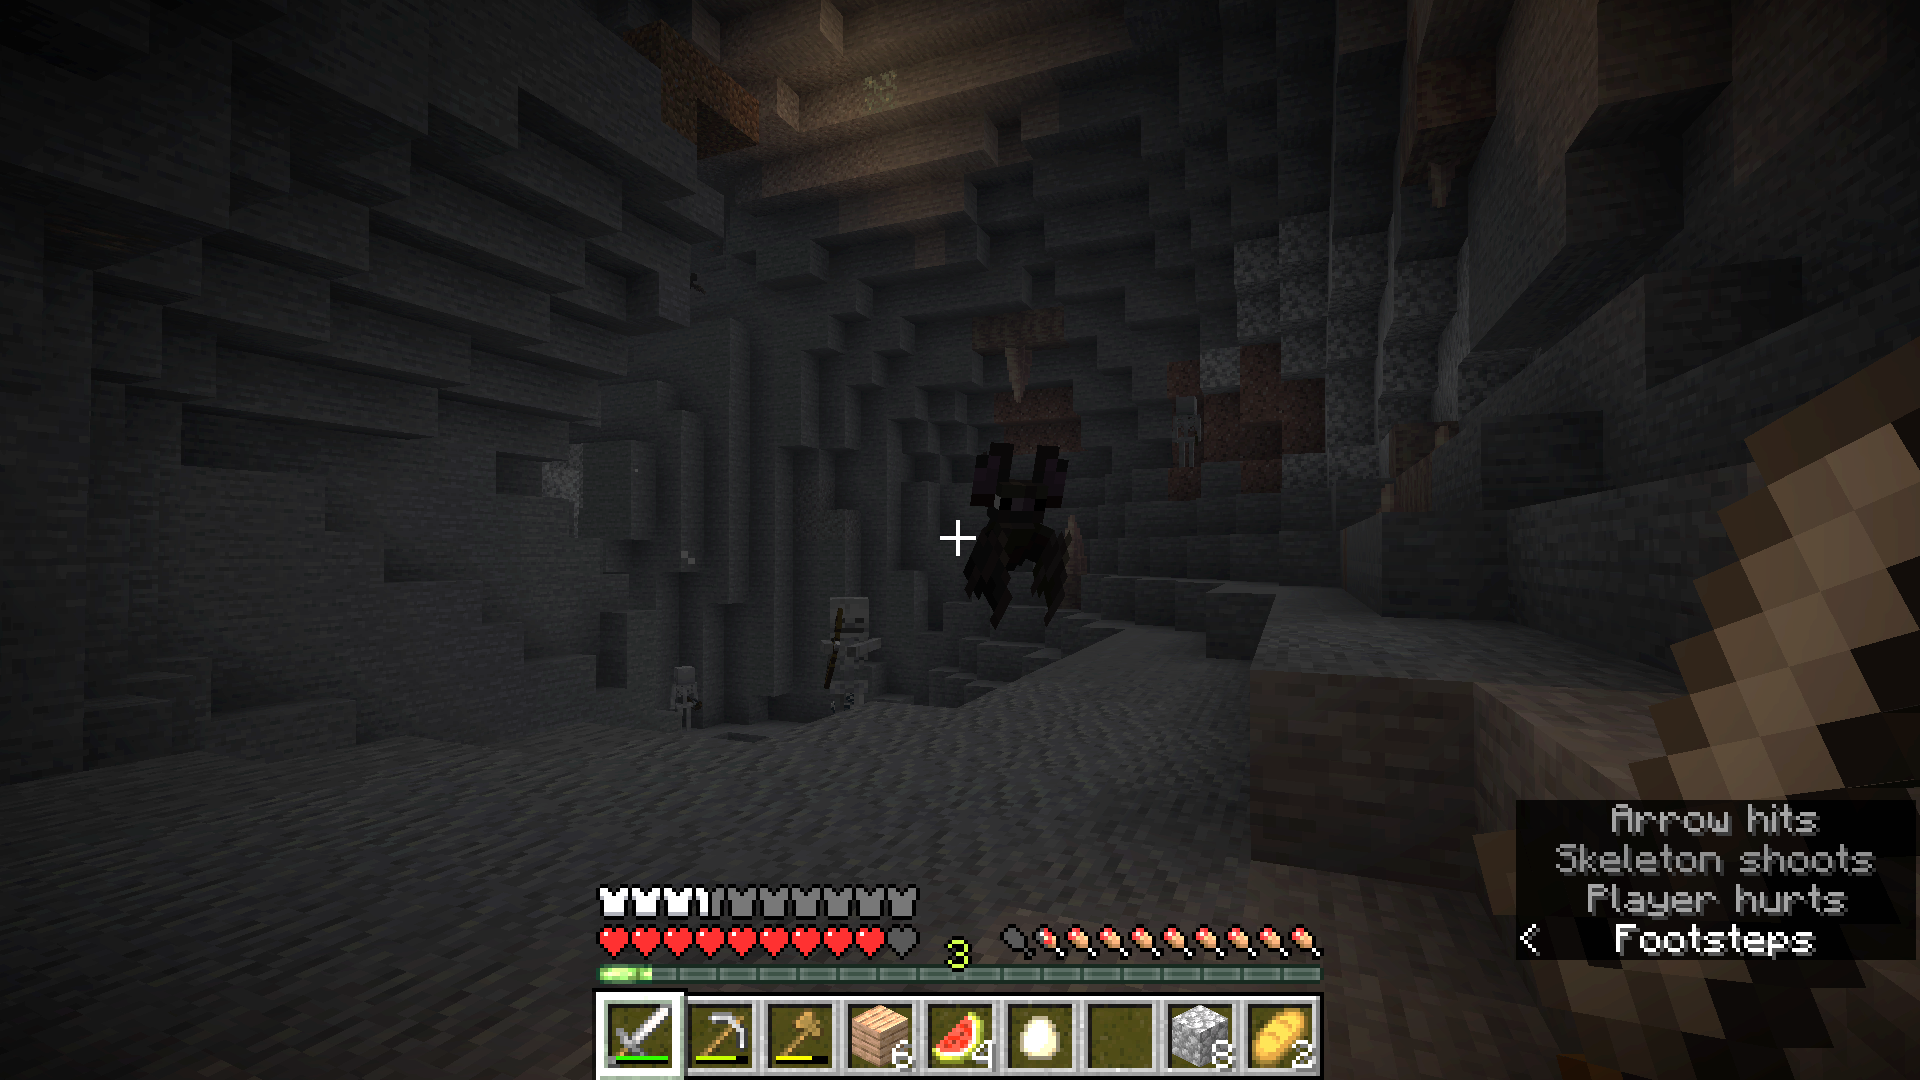 Arrow hits
Skeleton shoots
Player hurts
< Footsteps
3
6 4 8 2